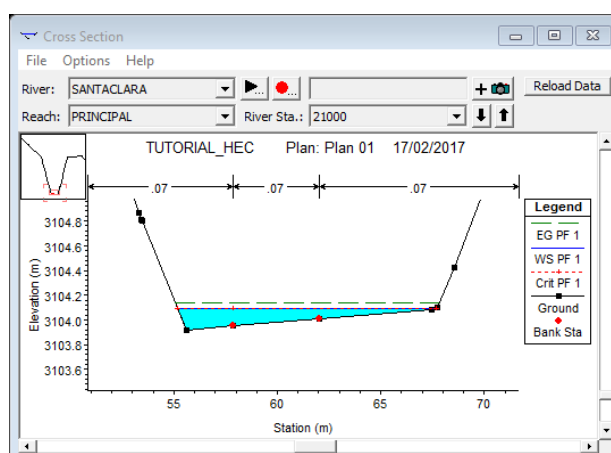 Cross Section
File Options Help
River: SANTACLARA ... ... + Reload Data
Reach: PRINCIPAL River Sta.: 21000
TUTORIAL_HEC Plan: Plan 01 17/02/2017
.07 .07 .07
Legend
EG PF 1
WS PF 1
Crit PF 1
Ground
Bank Sta
Elevation (m)
3104.8
3104.6
3104.4
3104.2
3104.0
3103.8
3103.6
55 60 65 70
Station (m)